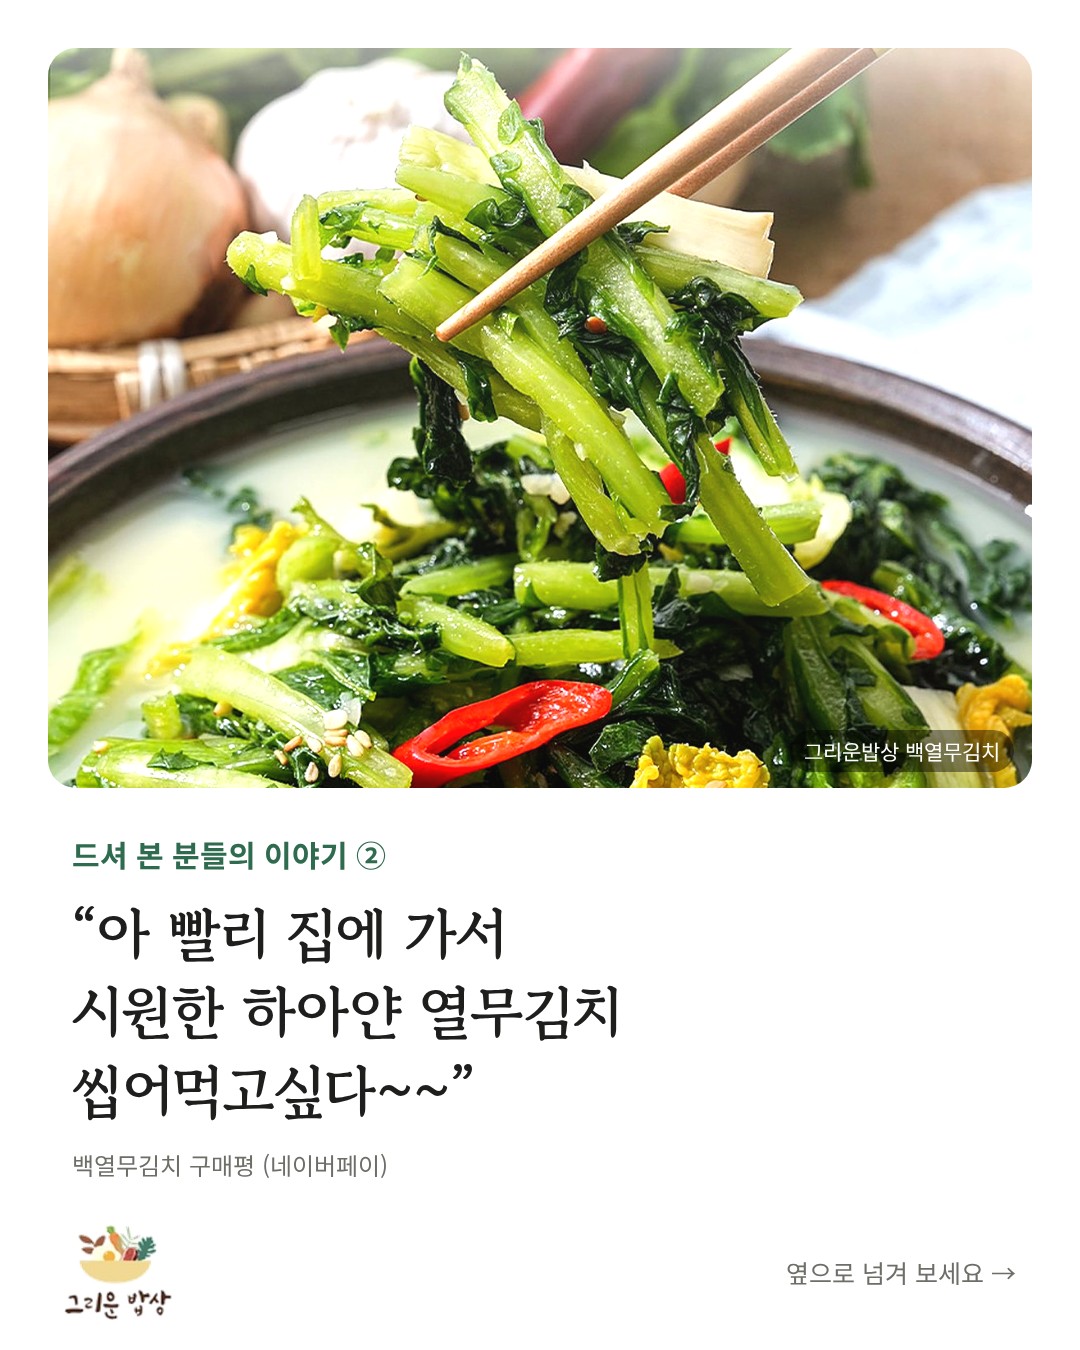 그리운밥상 백열무김치
드셔 본 분들의 이야기 ②
“아 빨리 집에 가서
시원한 하아얀 열무김치
씹어먹고싶다~~”
백열무김치 구매평 (네이버페이)
그리운 밥상
옆으로 넘겨 보세요 →